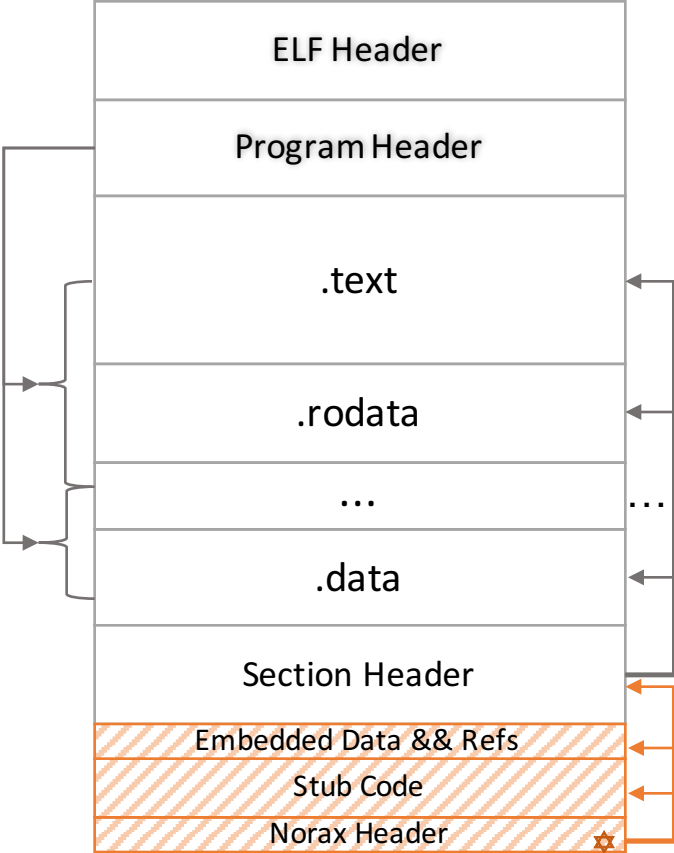 ELF Header
Program Header
.text
.rodata
...
...
.data
Section Header
Embedded Data && Refs
Stub Code
Norax Header